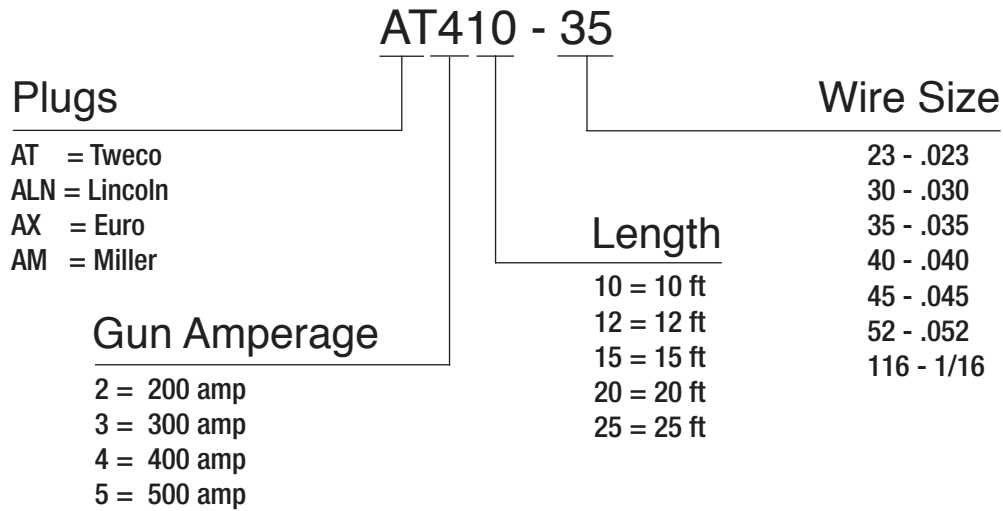 AT410 - 35
Plugs
AT = Tweco
ALN = Lincoln
AX = Euro
AM = Miller
Gun Amperage
2 = 200 amp
3 = 300 amp
4 = 400 amp
5 = 500 amp
Length
10 = 10 ft
12 = 12 ft
15 = 15 ft
20 = 20 ft
25 = 25 ft
Wire Size
23 - .023
30 - .030
35 - .035
40 - .040
45 - .045
52 - .052
116 - 1/16